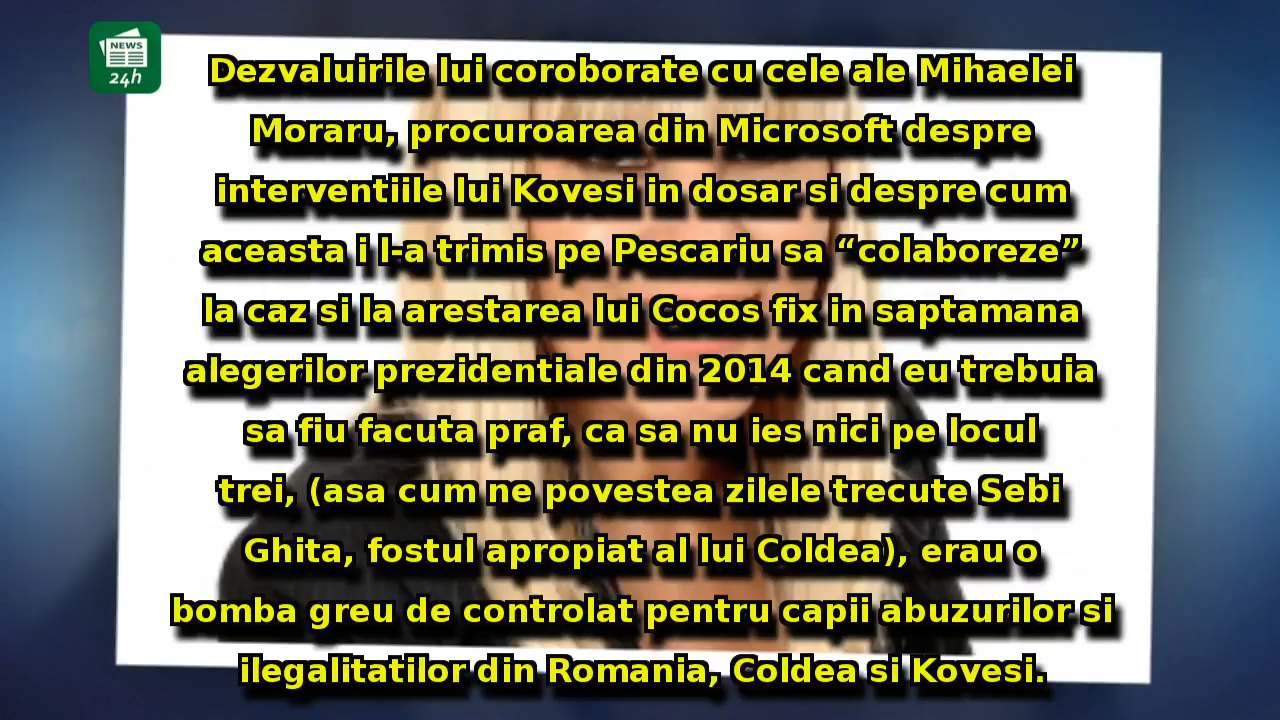 NEWS
24h
Dezvaluirile lui coroborate cu cele ale Mihaelei
Moraru, procuroarea din Microsoft despre
interventiile lui Kovesi in dosar si despre cum
aceasta i l-a trimis pe Pescariu sa “colaboreze”
la caz si la arestarea lui Cocos fix in saptamana
alegerilor prezidentiale din 2014 cand eu trebuia
sa fiu facuta praf, ca sa nu ies nici pe locul
trei, (asa cum ne povestea zilele trecute Sebi
Ghita, fostul apropiat al lui Coldea), erau o
bomba greu de controlat pentru capii abuzurilor si
ilegalitatilor din Romania, Coldea si Kovesi.